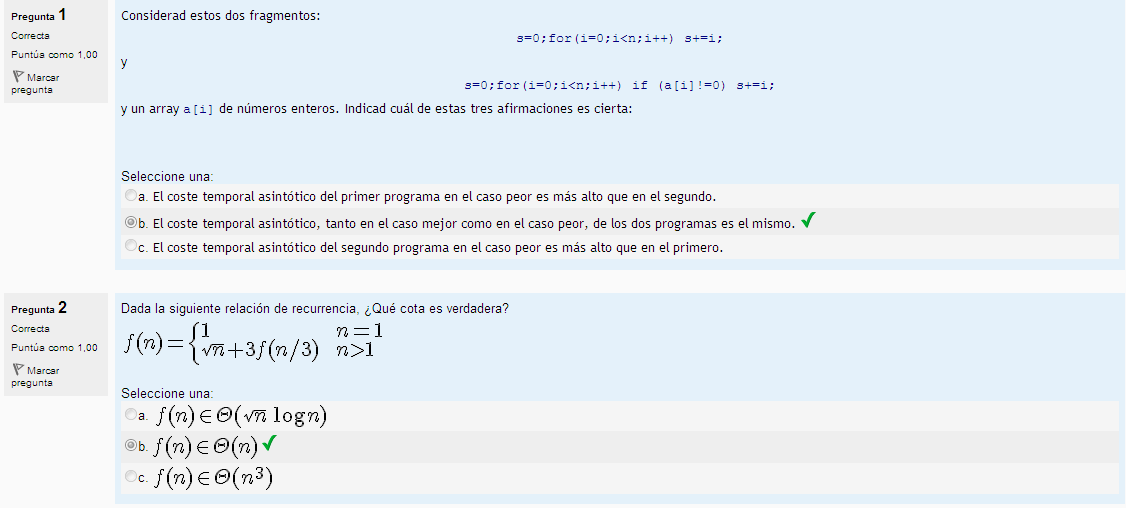 Pregunta 1
Correcta
Puntúa como 1,00
Marcar
pregunta
Considerad estos dos fragmentos:
s=0;for(i=0;i<n;i++) s+=i;
y
s=0;for(i=0;i<n;i++) if (a[i]!=0) s+=i;
y un array a[i] de números enteros. Indicad cuál de estas tres afirmaciones es cierta:
Seleccione una:
a. El coste temporal asintótico del primer programa en el caso peor es más alto que en el segundo.
b. El coste temporal asintótico, tanto en el caso mejor como en el caso peor, de los dos programas es el mismo. ✓
c. El coste temporal asintótico del segundo programa en el caso peor es más alto que en el primero.
Pregunta 2
Correcta
Puntúa como 1,00
Marcar
pregunta
Dada la siguiente relación de recurrencia, ¿Qué cota es verdadera?
f(n) = { 1 n = 1
√n + 3f(n/3) n>1
Seleccione una:
a. f(n) ∈ Θ(√n log n)
b. f(n) ∈ Θ(n) ✓
c. f(n) ∈ Θ(n³)